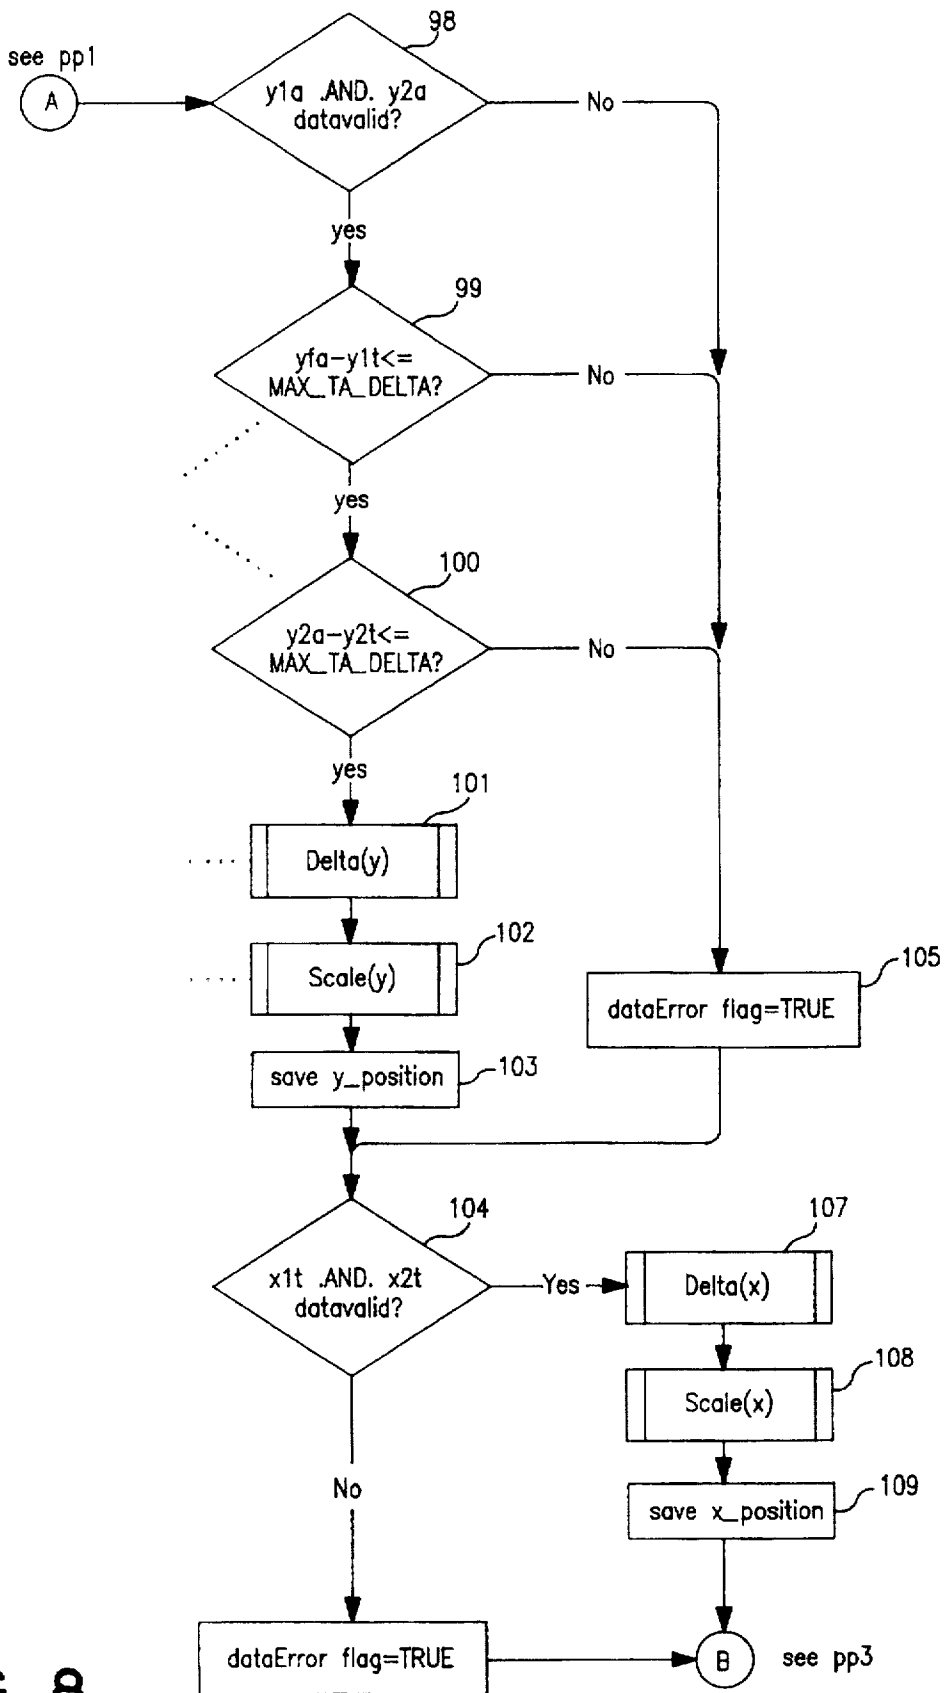 98
see pp1
A
y1a .AND. y2a
datavalid?
No
yes
99
yfa-y1t<=
MAX_TA_DELTA?
No
yes
100
y2a-y2t<=
MAX_TA_DELTA?
No
yes
101
Delta(y)
102
Scale(y)
105
dataError flag=TRUE
save y_position
103
104
x1t .AND. x2t
datavalid?
Yes
107
Delta(x)
108
Scale(x)
No
109
save x_position
dataError flag=TRUE
B
see pp3